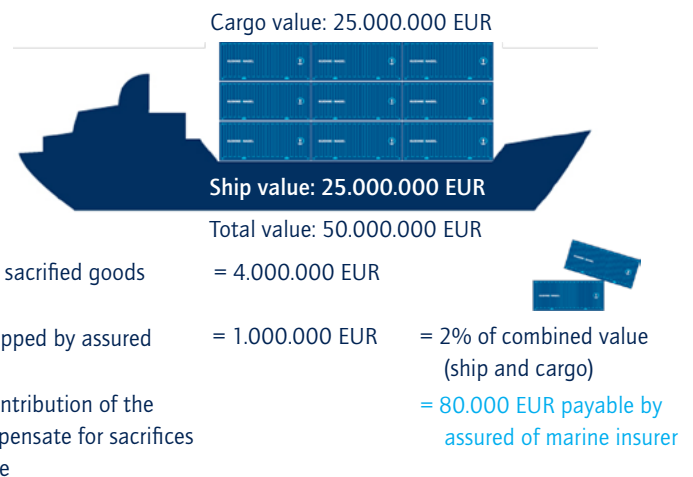 Cargo value: 25.000.000 EUR
Ship value: 25.000.000 EUR
Total value: 50.000.000 EUR
sacrified goods = 4.000.000 EUR
pped by assured = 1.000.000 EUR = 2% of combined value
(ship and cargo)
ntribution of the = 80.000 EUR payable by
pensate for sacrifices assured of marine insurer
e